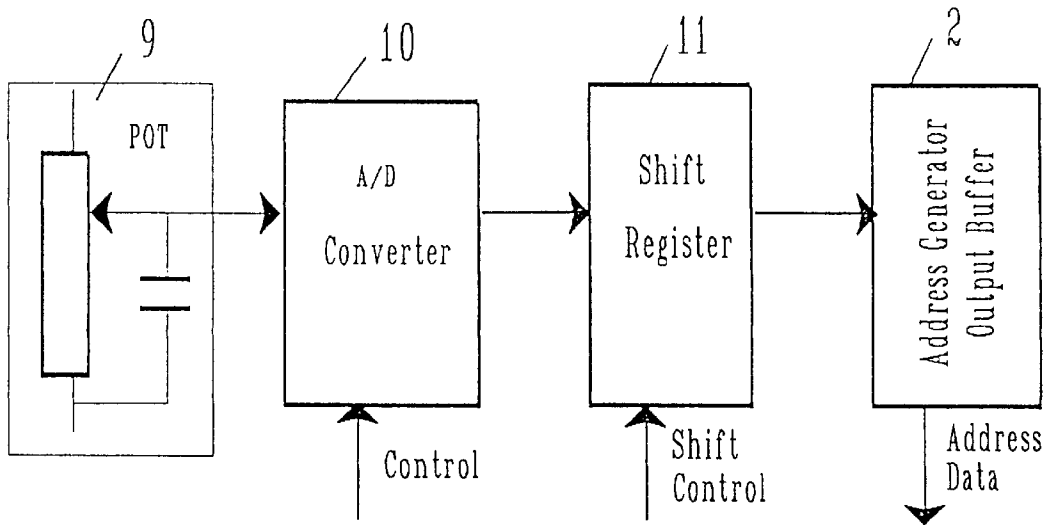 9
10
11
2
POT
A/D
Converter
Shift
Register
Address Generator
Output Buffer
Control
Shift
Control
Address
Data